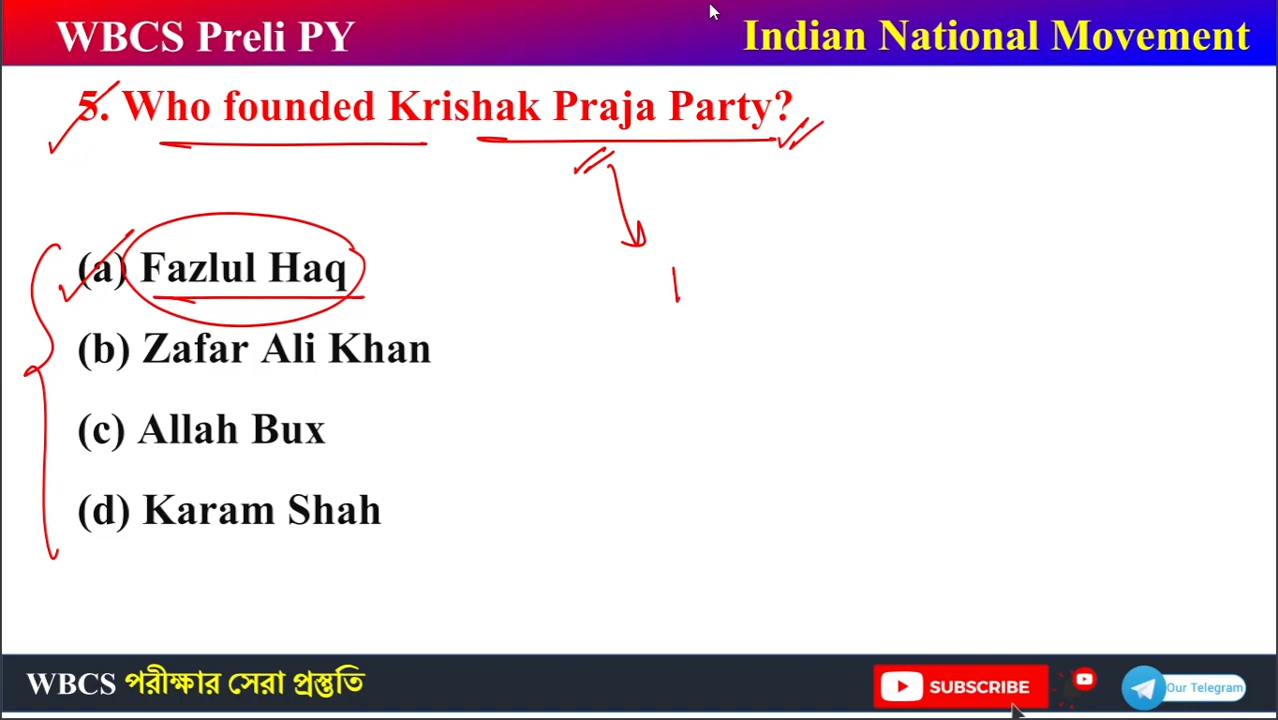 WBCS Preli PY
Indian National Movement
5. Who founded Krishak Praja Party?
(a) Fazlul Haq
(b) Zafar Ali Khan
(c) Allah Bux
(d) Karam Shah
WBCS পরীক্ষার সেরা প্রস্তুতি
SUBSCRIBE
Our Telegram